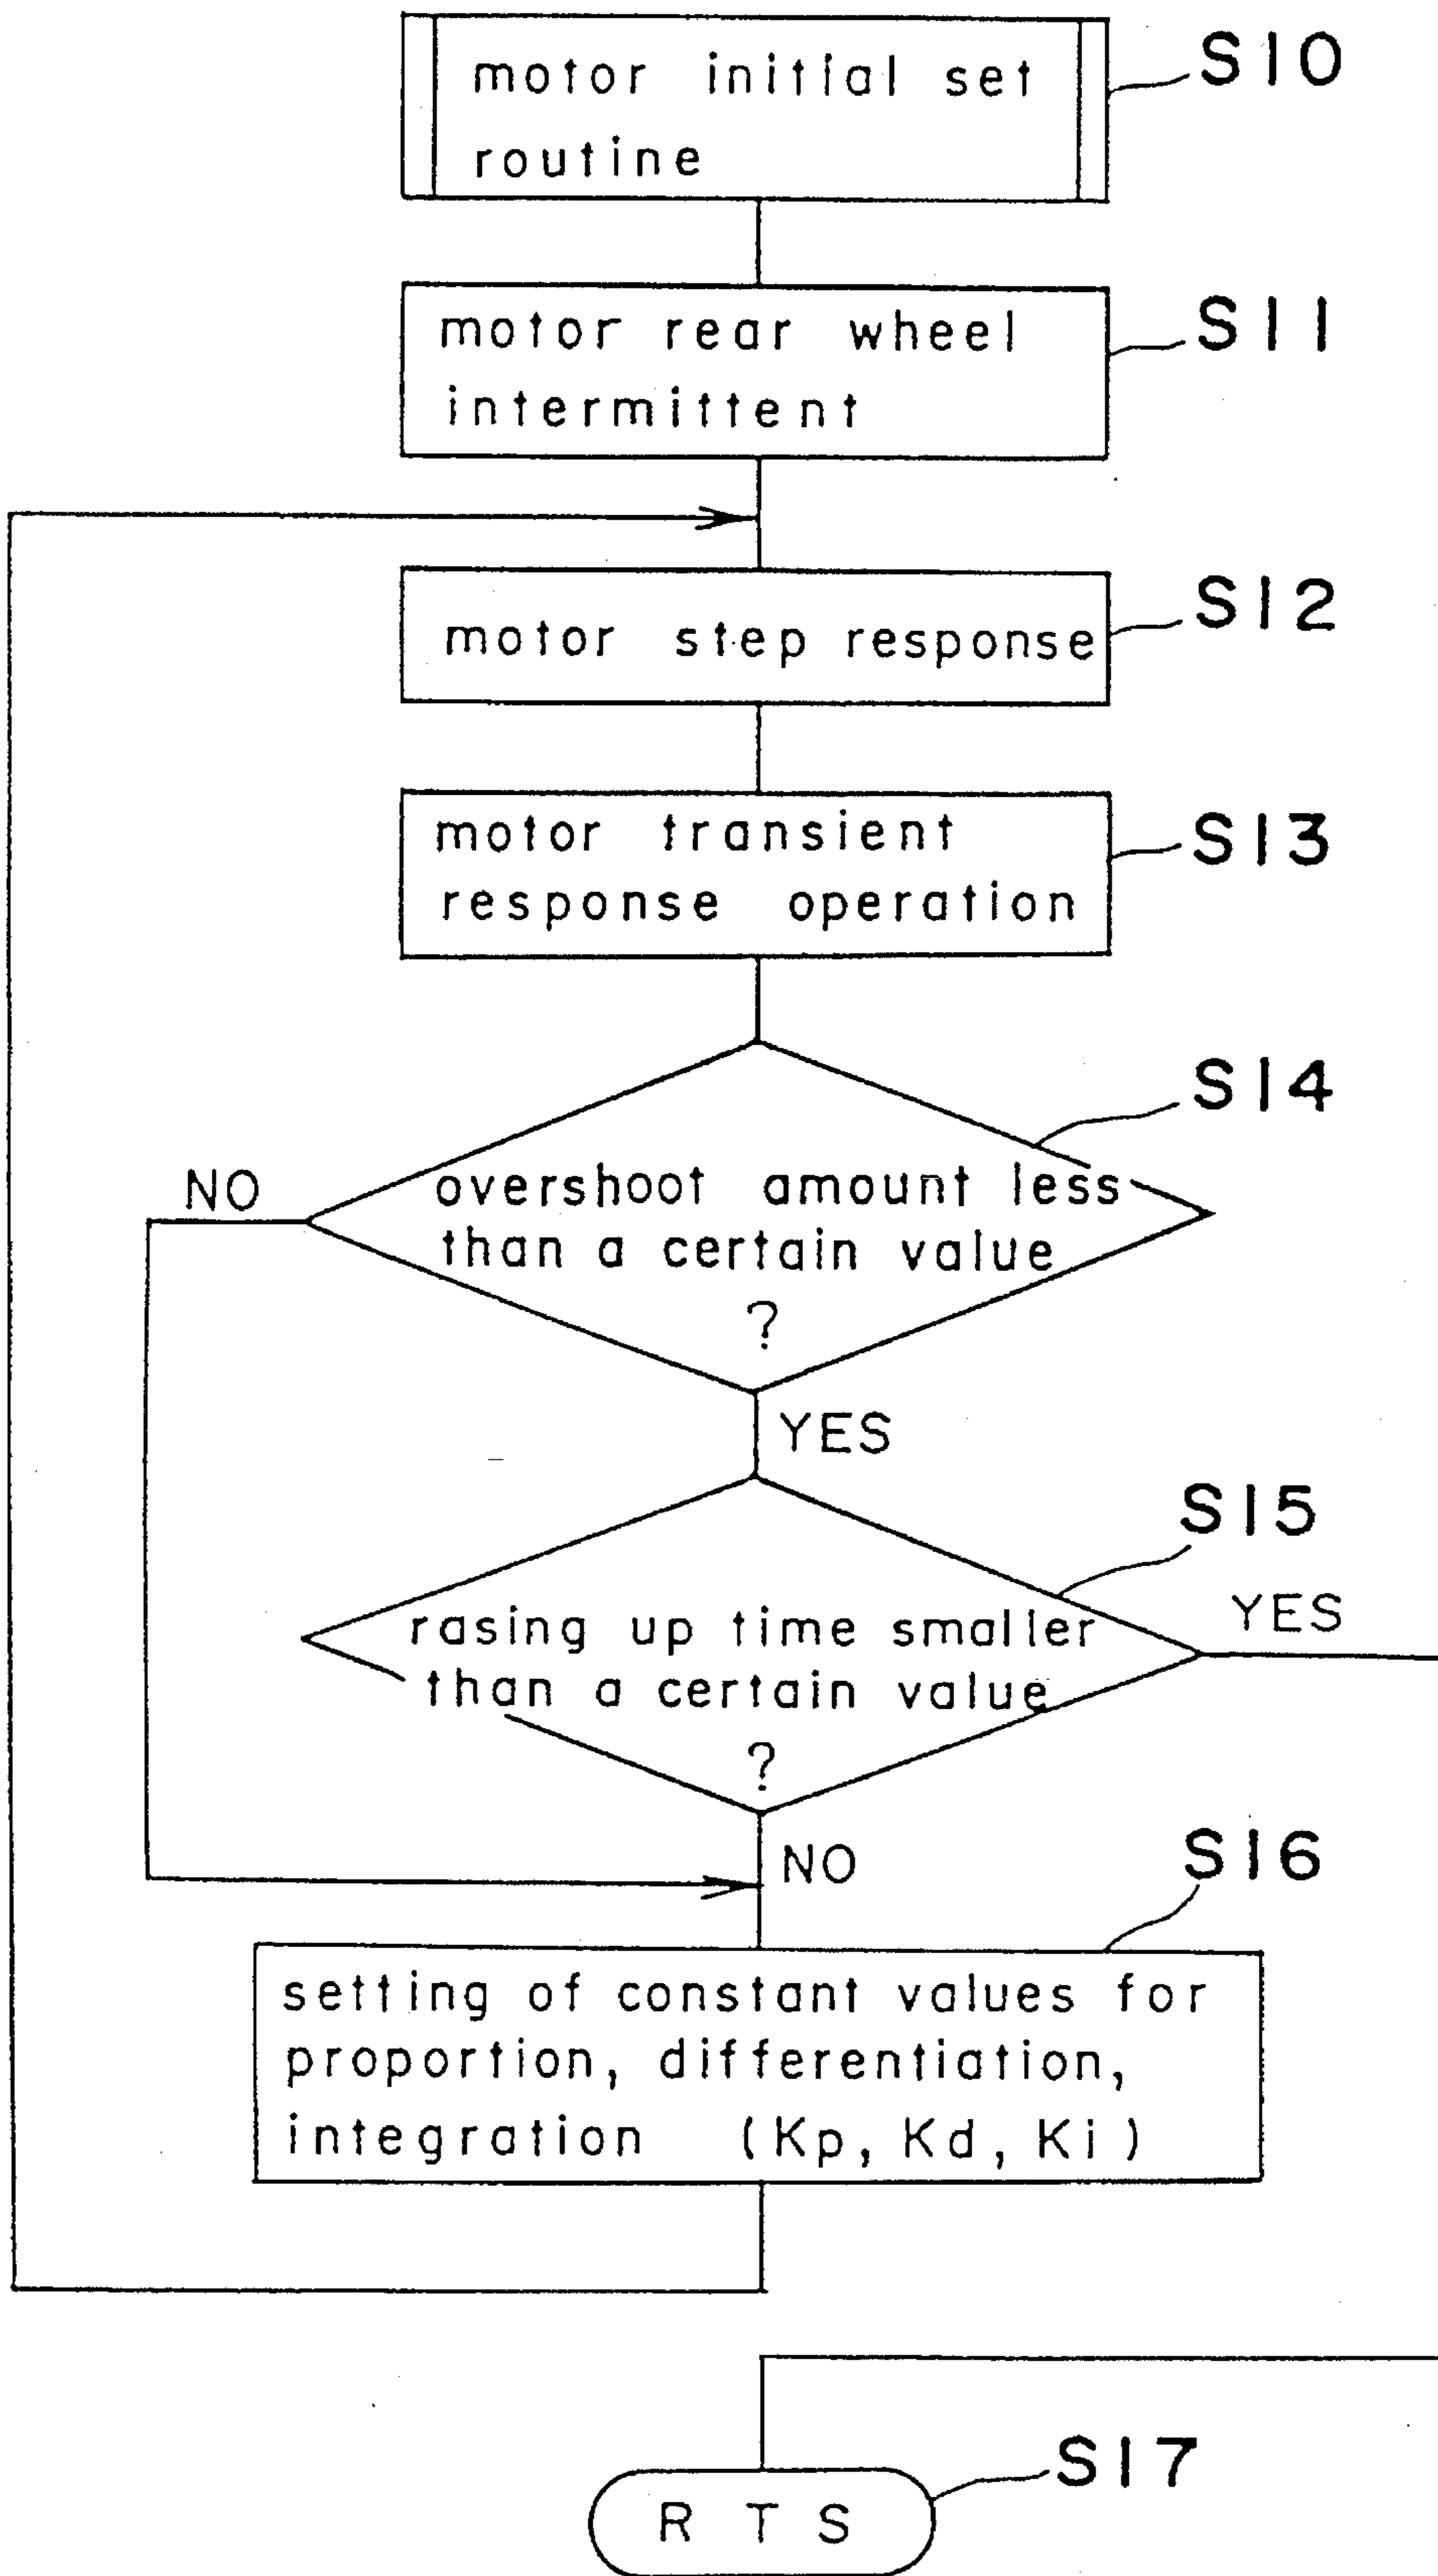 motor initial set
routine
S10
motor rear wheel
intermittent
S11
motor step response
S12
motor transient
response operation
S13
S14
NO
overshoot amount less
than a certain value
?
YES
S15
YES
rasing up time smaller
than a certain value
?
NO
S16
setting of constant values for
proportion, differentiation,
integration (Kp, Kd, Ki)
S17
RTS